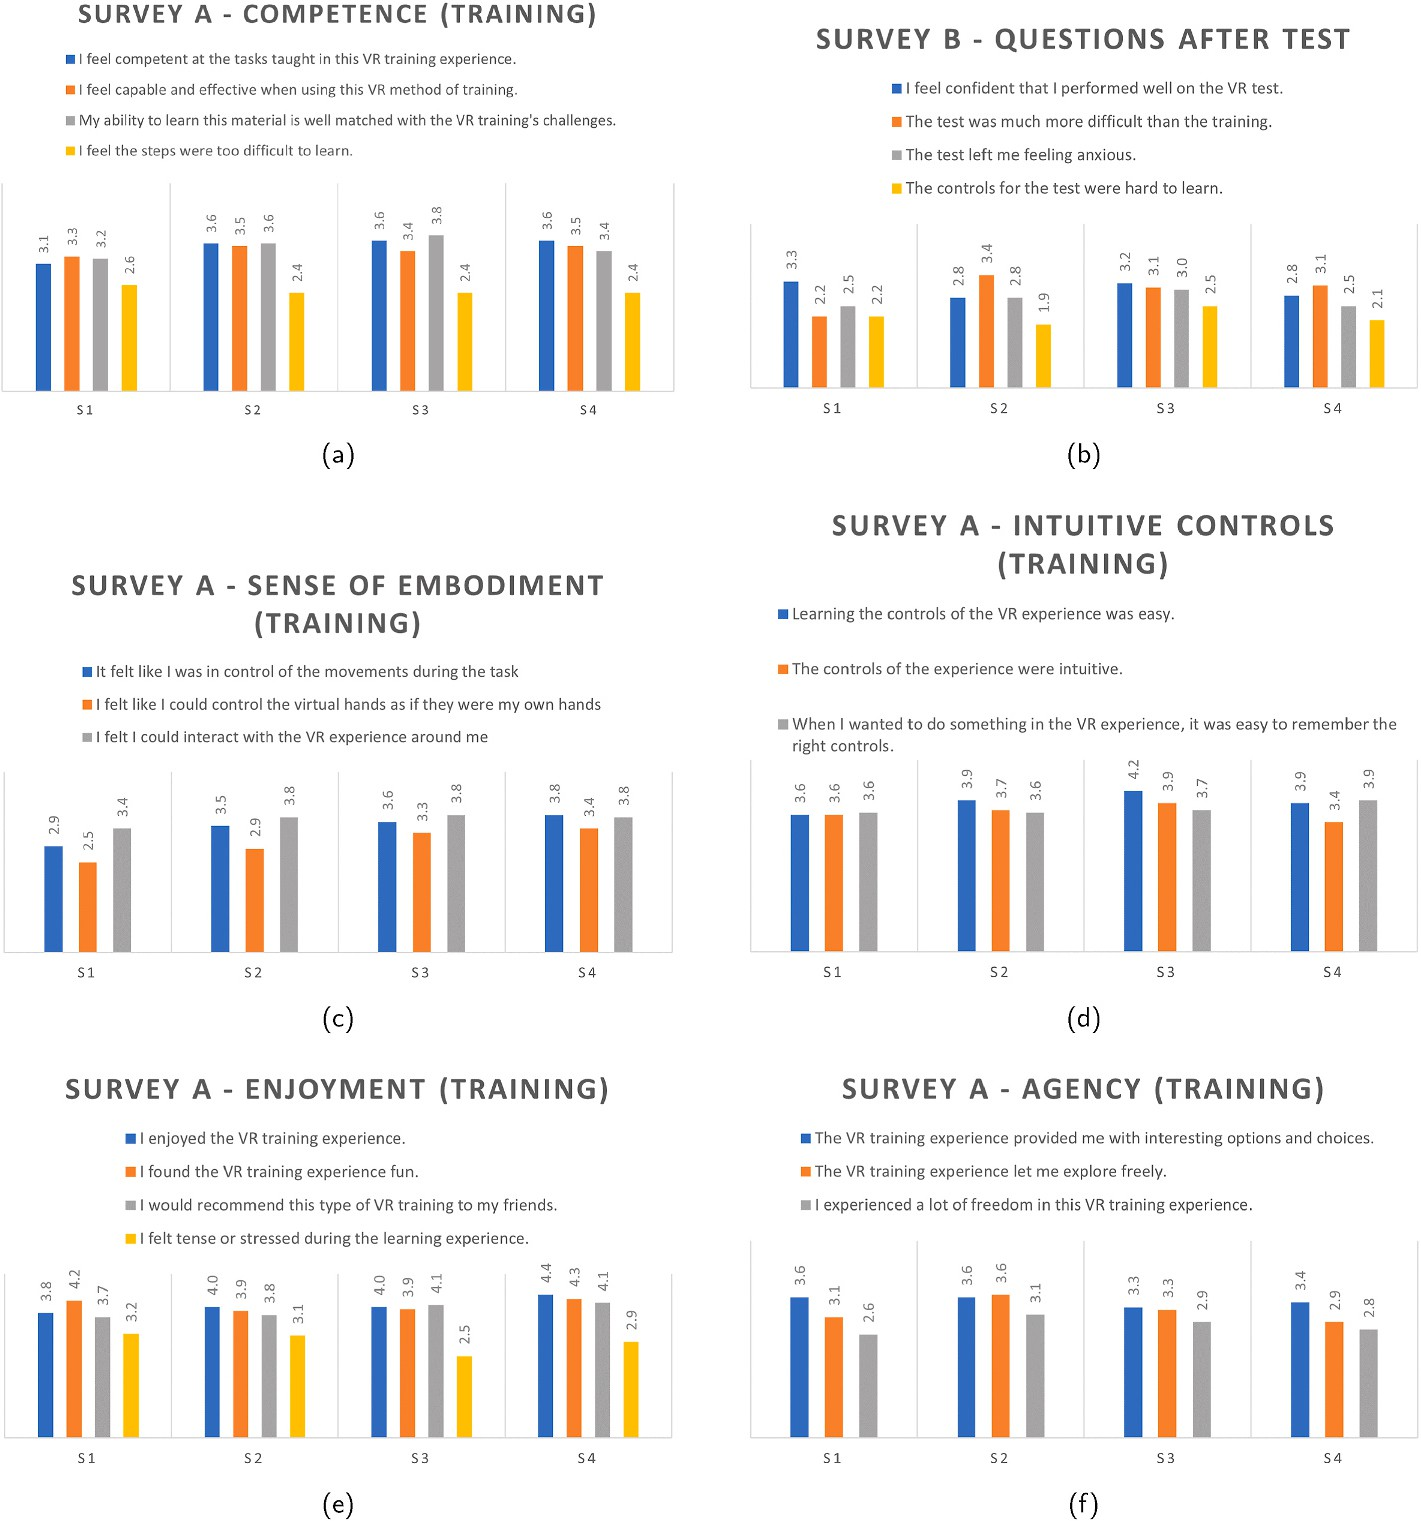 SURVEY A - COMPETENCE (TRAINING)
I feel competent at the tasks taught in this VR training experience.
I feel capable and effective when using this VR method of training.
My ability to learn this material is well matched with the VR training's challenges.
I feel the steps were too difficult to learn.
3.1 3.3 3.2 2.6 3.6 3.5 3.6 2.4 3.6 3.4 3.8 2.4 3.6 3.5 3.4 2.4
S1 S2 S3 S4
(a)
SURVEY B - QUESTIONS AFTER TEST
I feel confident that I performed well on the VR test.
The test was much more difficult than the training.
The test left me feeling anxious.
The controls for the test were hard to learn.
3.3 2.2 2.5 2.2 2.8 3.4 2.8 1.9 3.2 3.1 3.0 2.5 2.8 3.1 2.5 2.1
S1 S2 S3 S4
(b)
SURVEY A - SENSE OF EMBODIMENT
(TRAINING)
It felt like I was in control of the movements during the task
I felt like I could control the virtual hands as if they were my own hands
I felt I could interact with the VR experience around me
2.9 2.5 3.4 3.5 2.9 3.8 3.6 3.3 3.8 3.8 3.4 3.8
S1 S2 S3 S4
(c)
SURVEY A - INTUITIVE CONTROLS
(TRAINING)
Learning the controls of the VR experience was easy.
The controls of the experience were intuitive.
When I wanted to do something in the VR experience, it was easy to remember the
right controls.
3.6 3.6 3.6 3.9 3.7 3.6 4.2 3.9 3.7 3.9 3.4 3.9
S1 S2 S3 S4
(d)
SURVEY A - ENJOYMENT (TRAINING)
I enjoyed the VR training experience.
I found the VR training experience fun.
I would recommend this type of VR training to my friends.
I felt tense or stressed during the learning experience.
3.8 4.2 3.7 3.2 4.0 3.9 3.8 3.1 4.0 3.9 4.1 2.5 4.4 4.3 4.1 2.9
S1 S2 S3 S4
(e)
SURVEY A - AGENCY (TRAINING)
The VR training experience provided me with interesting options and choices.
The VR training experience let me explore freely.
I experienced a lot of freedom in this VR training experience.
3.6 3.1 2.6 3.6 3.6 3.1 3.3 3.3 2.9 3.4 2.9 2.8
S1 S2 S3 S4
(f)